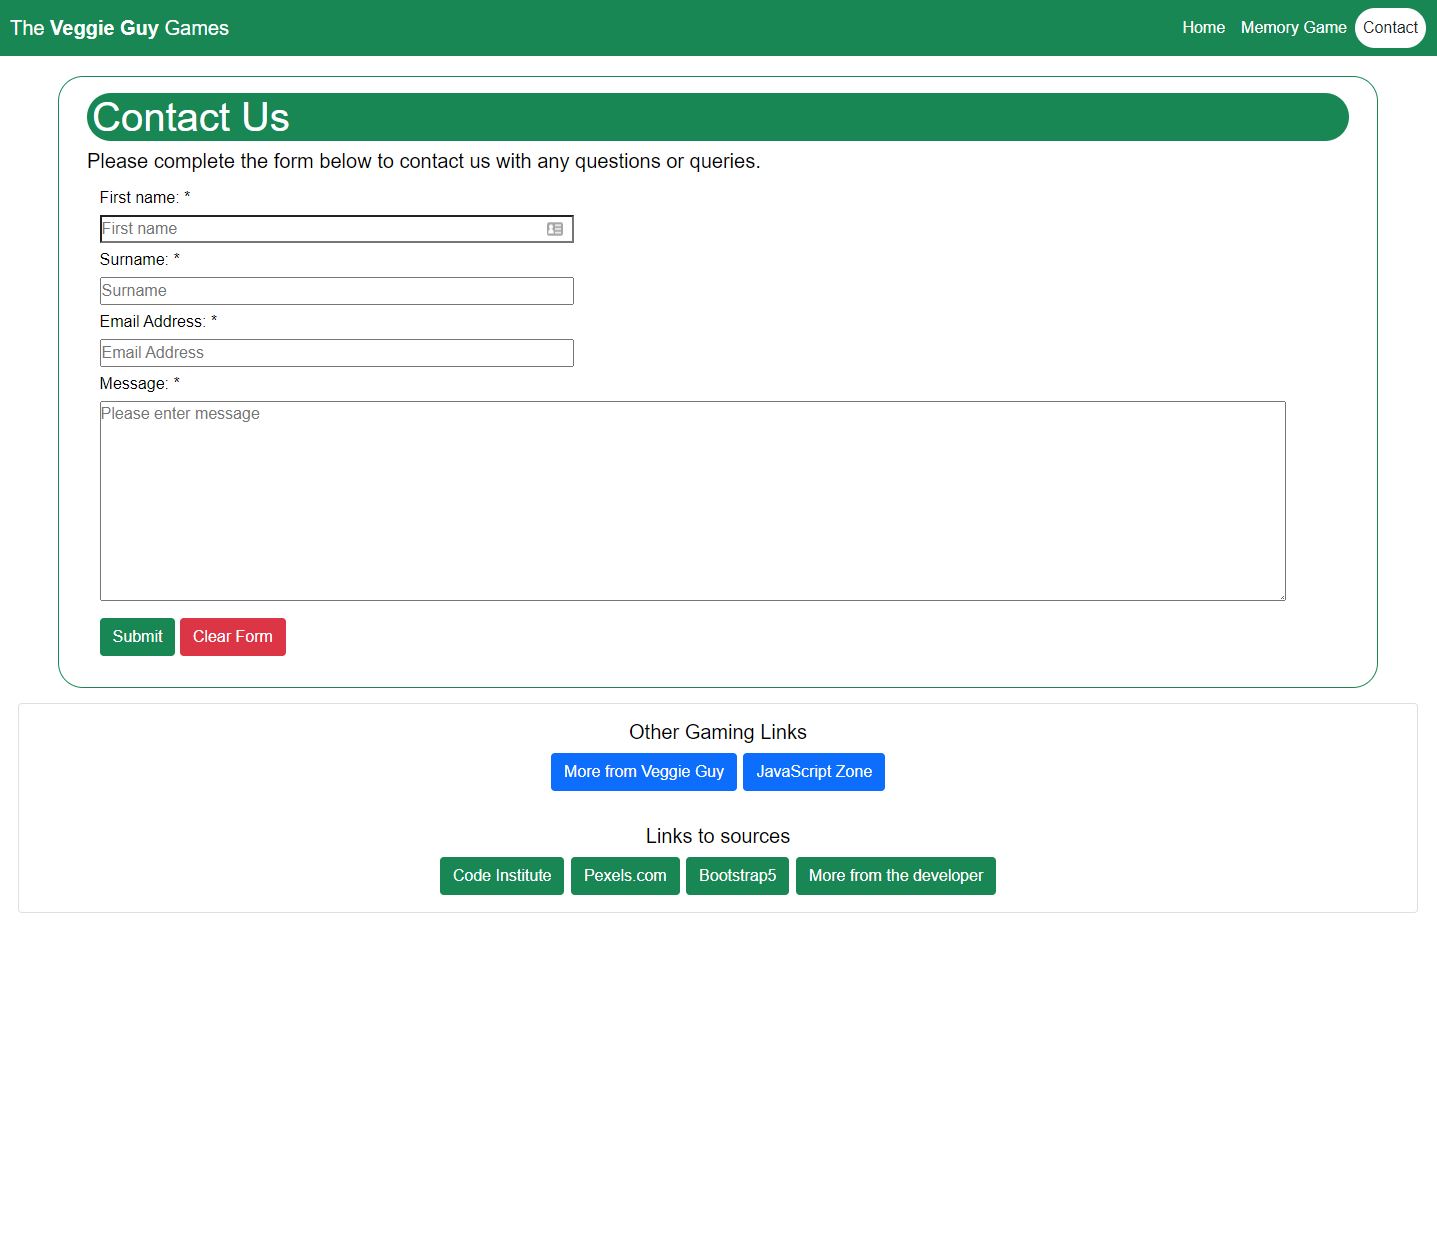 The Veggie Guy Games
Home Memory Game Contact
Contact Us
Please complete the form below to contact us with any questions or queries.
First name: *
First name
Surname: *
Surname
Email Address: *
Email Address
Message: *
Please enter message
Submit Clear Form
Other Gaming Links
More from Veggie Guy JavaScript Zone
Links to sources
Code Institute Pexels.com Bootstrap5 More from the developer